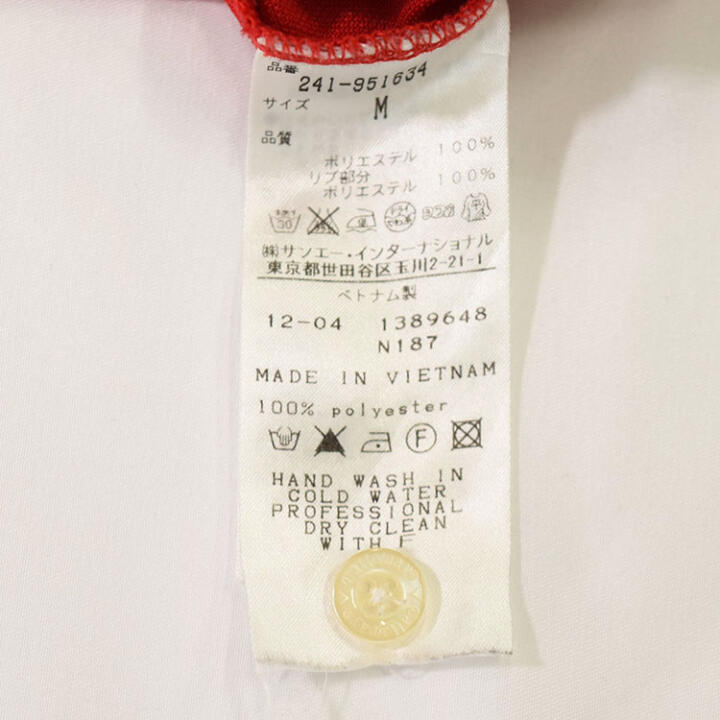 品番
241-951634
サイズ M
品質
ポリエステル 100%
リブ部分
ポリエステル 100%
30
(株)サンエー・インターナショナル
東京都世田谷区玉川2-21-1
ベトナム製
12-04 1389648
N187
MADE IN VIETNAM
100% polyester
F
HAND WASH IN
COLD WATER
PROFESSIONAL
DRY CLEAN
WITH F